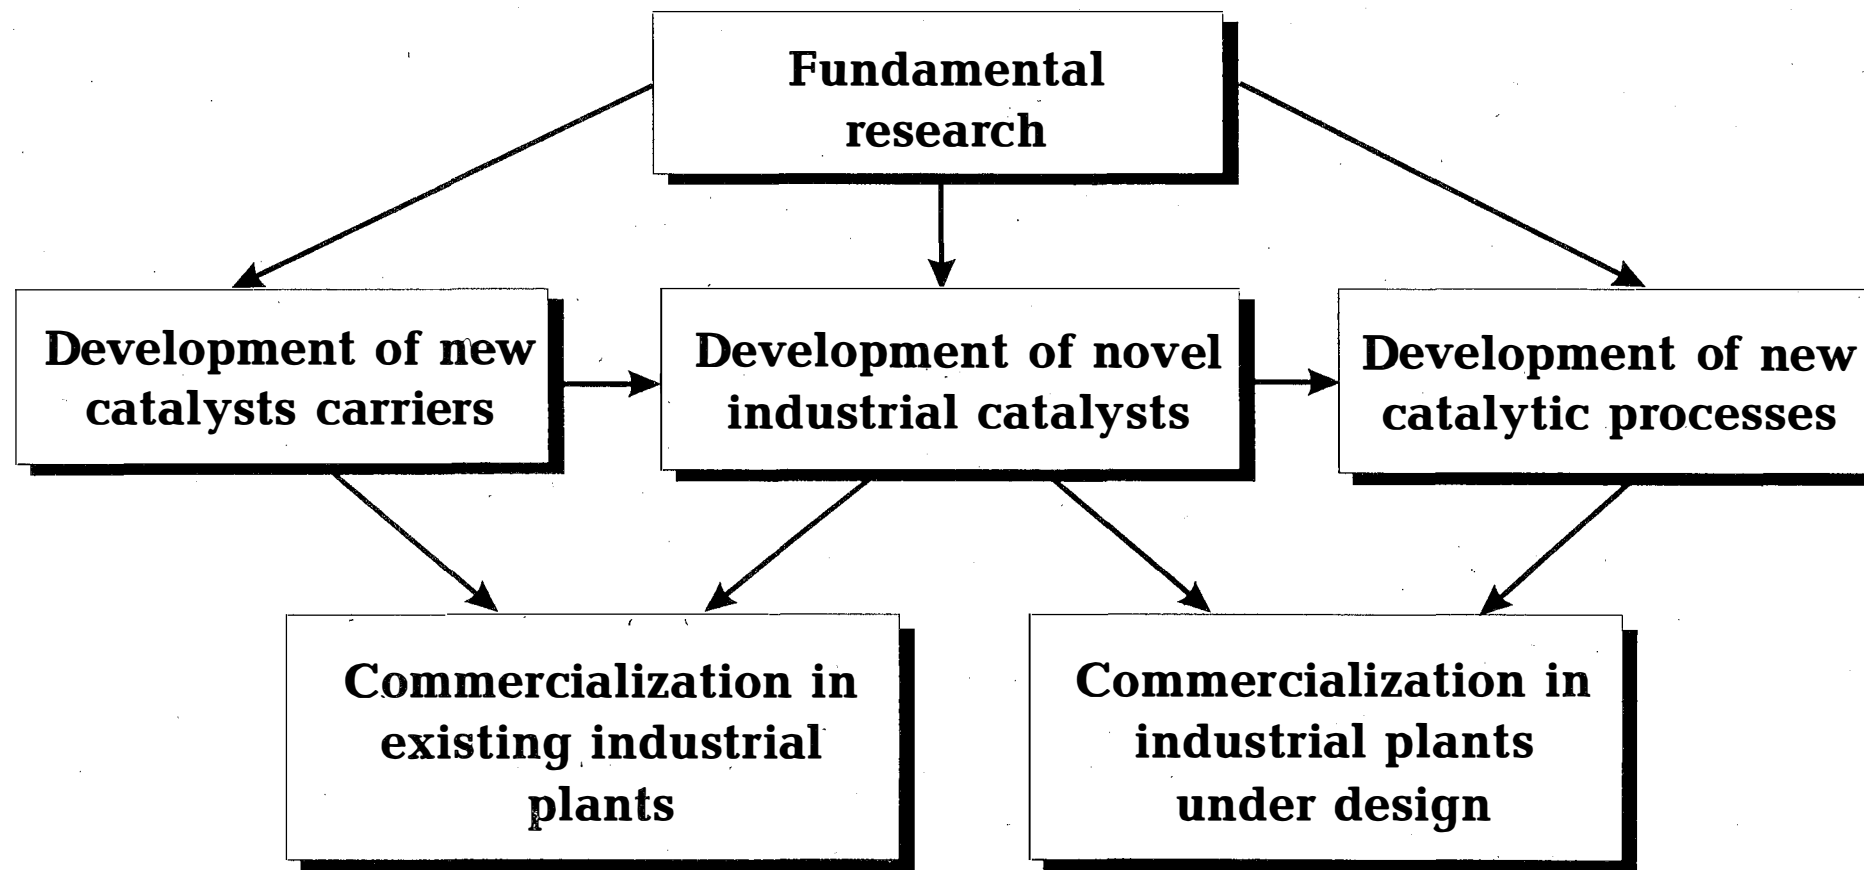 Fundamental
research
Development of new
catalysts carriers
Development of novel
industrial catalysts
Development of new
catalytic processes
Commercialization in
existing industrial
plants
Commercialization in
industrial plants
under design